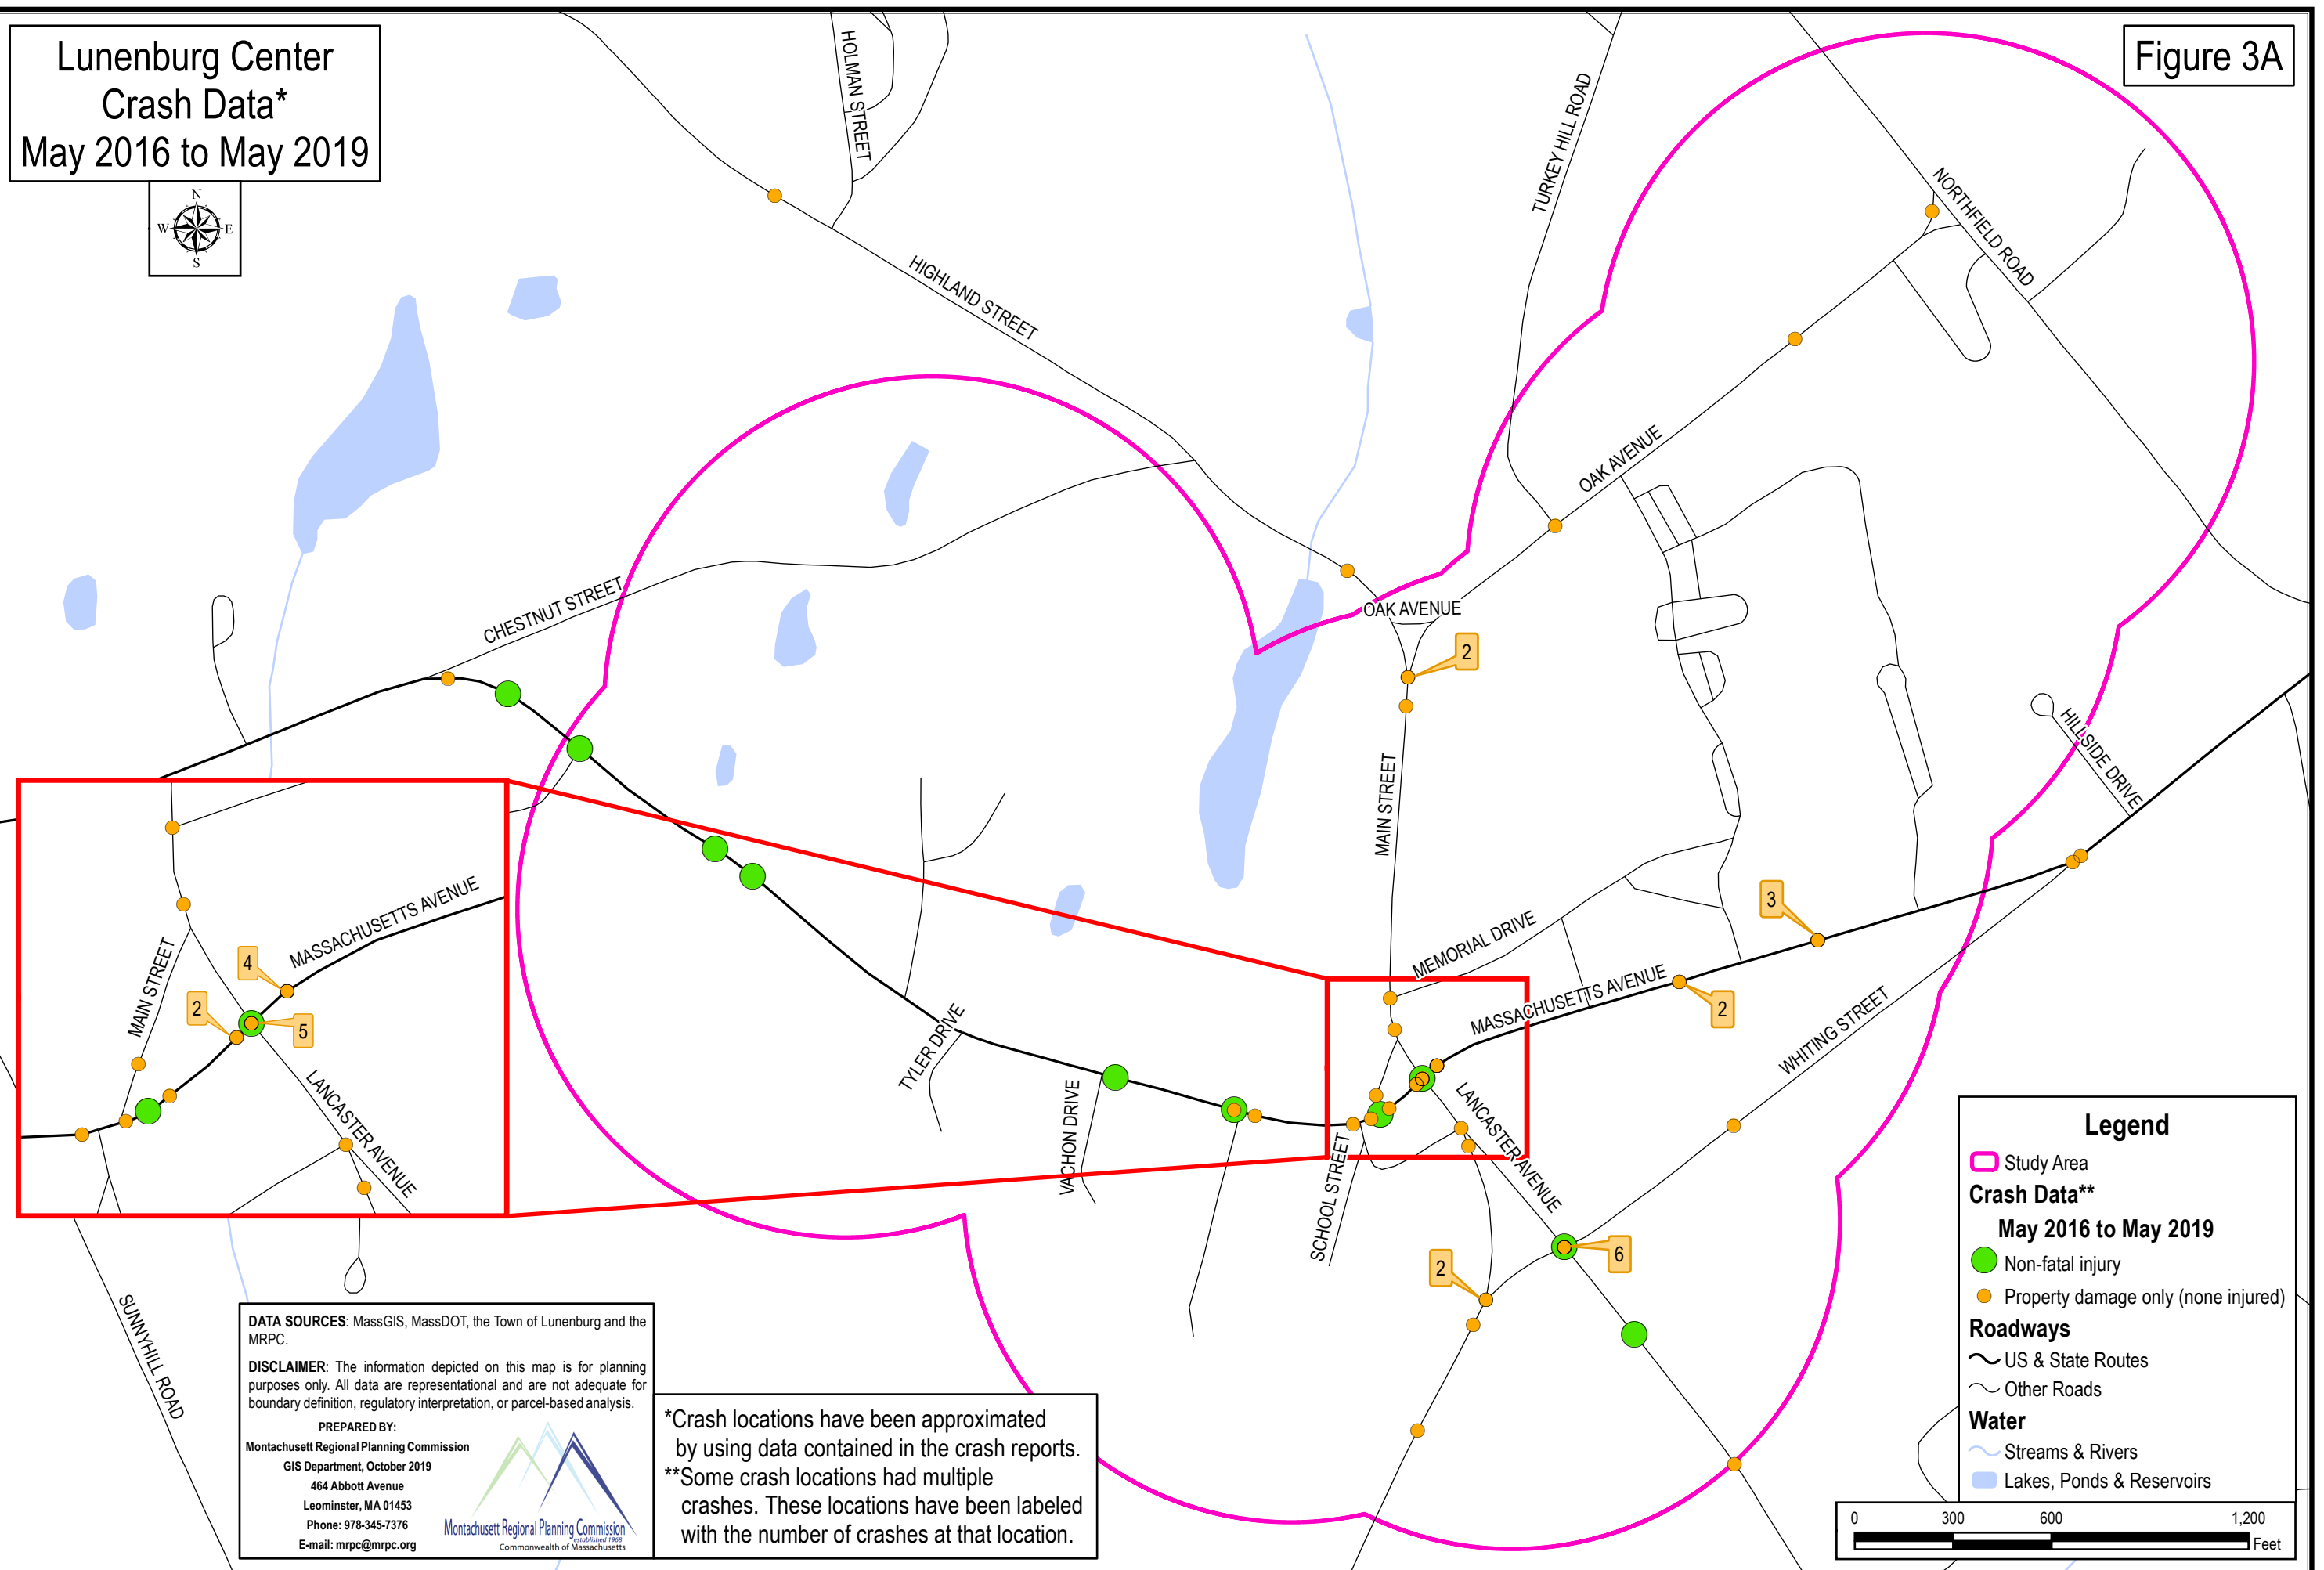 Lunenburg Center
Crash Data*
May 2016 to May 2019
N
W E
S
Figure 3A
HOLMAN STREET
TURKEY HILL ROAD
NORTHFIELD ROAD
HIGHLAND STREET
OAK AVENUE
CHESTNUT STREET
OAK AVENUE
2
HILLSIDE DRIVE
MAIN STREET
MASSACHUSETTS AVENUE
3
MEMORIAL DRIVE
MAIN STREET
4
MASSACHUSETTS AVENUE
2
2
5
WHITING STREET
TYLER DRIVE
LANCASTER AVENUE
VACHON DRIVE
LANCASTER AVENUE
SCHOOL STREET
6
2
SUNNYHILL ROAD
Legend
Study Area
Crash Data**
May 2016 to May 2019
Non-fatal injury
Property damage only (none injured)
Roadways
US & State Routes
Other Roads
Water
Streams & Rivers
Lakes, Ponds & Reservoirs
0 300 600 1,200
Feet
DATA SOURCES: MassGIS, MassDOT, the Town of Lunenburg and the
MRPC.
DISCLAIMER: The information depicted on this map is for planning
purposes only. All data are representational and are not adequate for
boundary definition, regulatory interpretation, or parcel-based analysis.
PREPARED BY:
Montachusett Regional Planning Commission
GIS Department, October 2019
464 Abbott Avenue
Leominster, MA 01453
Phone: 978-345-7376
E-mail: mrpc@mrpc.org
Montachusett Regional Planning Commission
established 1968
Commonwealth of Massachusetts
*Crash locations have been approximated
by using data contained in the crash reports.
**Some crash locations had multiple
crashes. These locations have been labeled
with the number of crashes at that location.